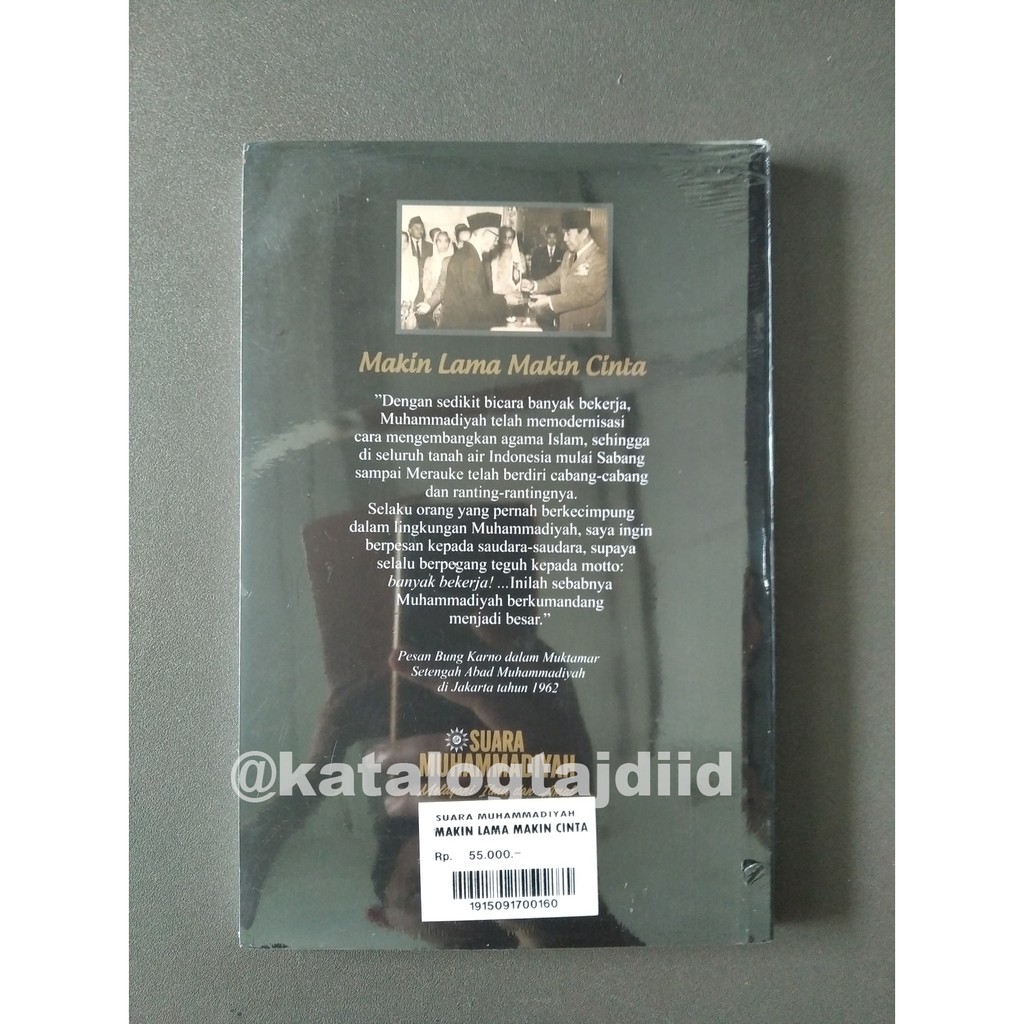 Makin Lama Makin Cinta
”Dengan sedikit bicara banyak bekerja,
Muhammadiyah telah memodernisasi
cara mengembangkan agama Islam, sehingga
di seluruh tanah air Indonesia mulai Sabang
sampai Merauke telah berdiri cabang-cabang
dan ranting-rantingnya.
Selaku orang yang pernah berkecimpung
dalam lingkungan Muhammadiyah, saya ingin
berpesan kepada saudara-saudara, supaya
selalu berpegang teguh kepada motto:
banyak bekerja! ...Inilah sebabnya
Muhammadiyah berkumandang
menjadi besar.”
Pesan Bung Karno dalam Muktamar
Setengah Abad Muhammadiyah
di Jakarta tahun 1962
SUARA
MUHAMMADIYAH
@katalogtajdiid
SUARA MUHAMMADIYAH
MAKIN LAMA MAKIN CINTA
Rp. 55.000.-
1915091700160